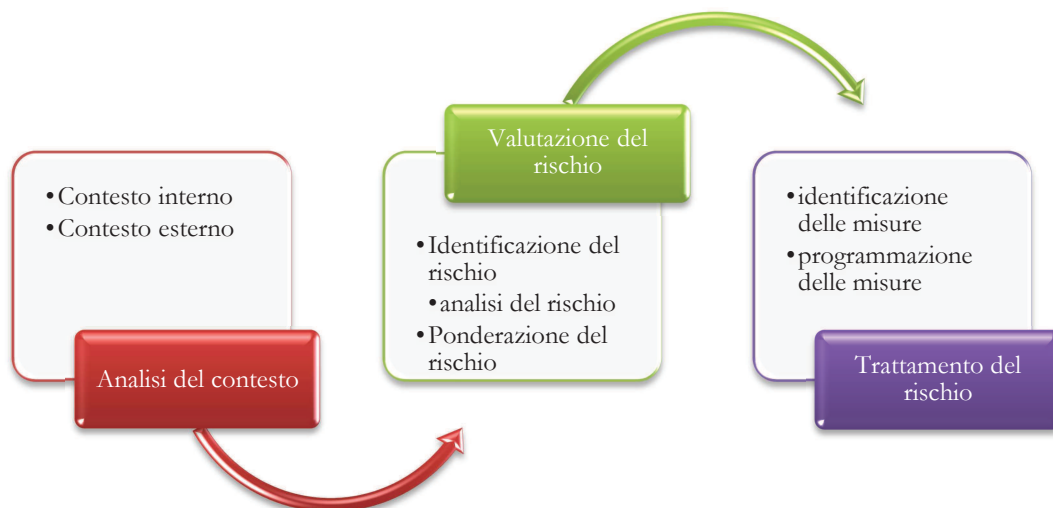 •Contesto interno
•Contesto esterno
Analisi del contesto
Valutazione del
rischio
•Identificazione del
rischio
•analisi del rischio
•Ponderazione del
rischio
•identificazione
delle misure
•programmazione
delle misure
Trattamento del
rischio